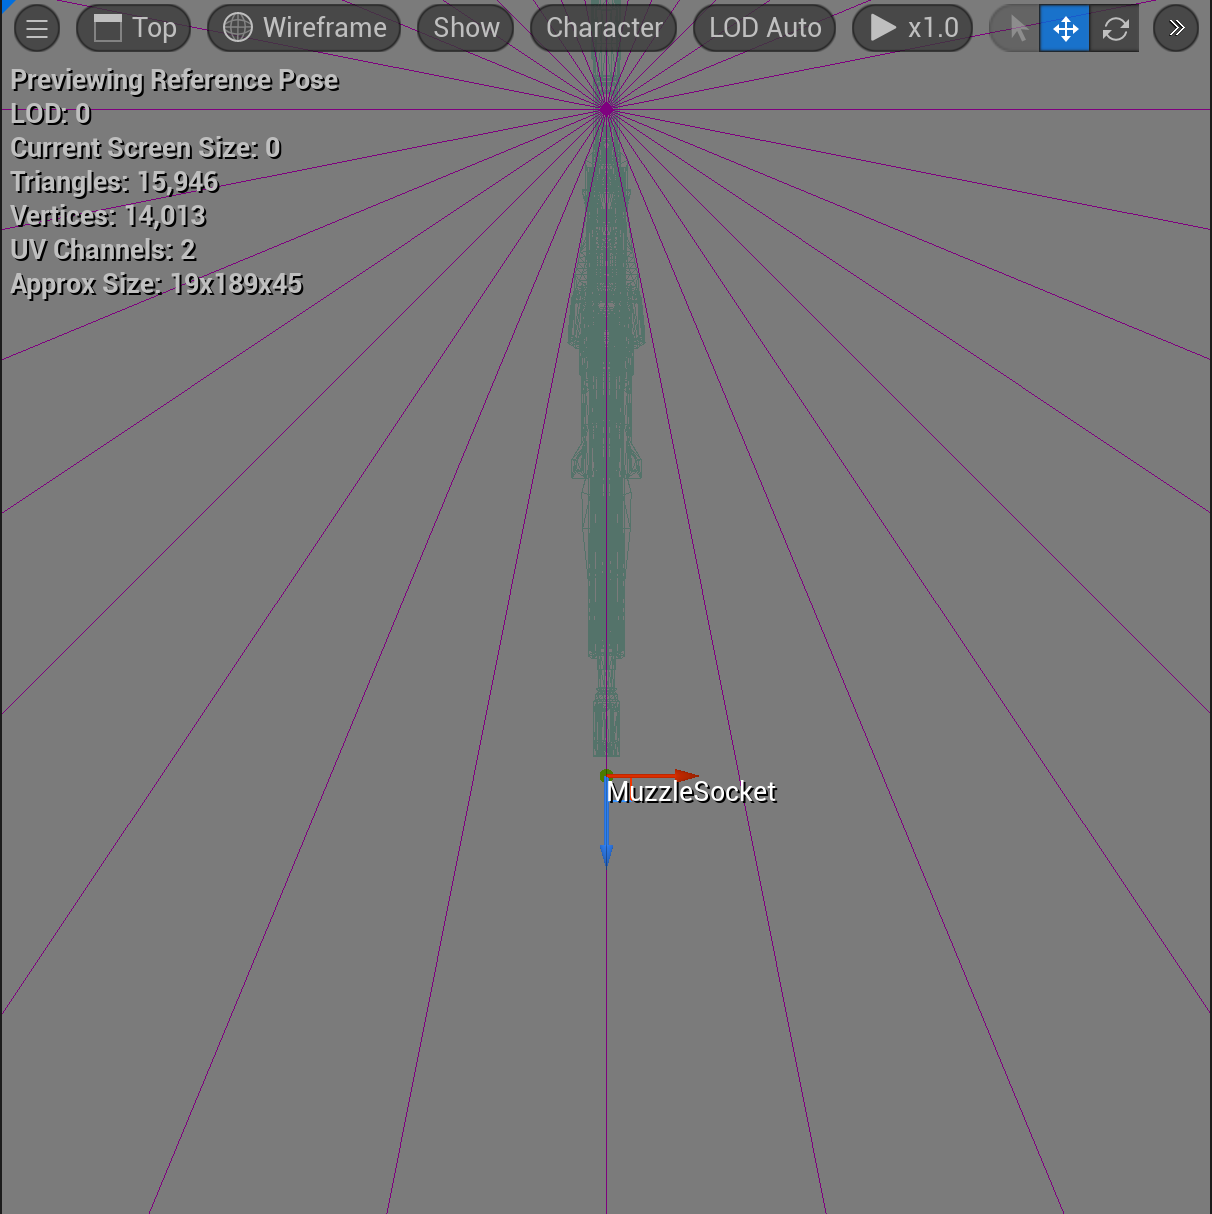 Top Wireframe Show Character LOD Auto x1.0
Previewing Reference Pose
LOD: 0
Current Screen Size: 0
Triangles: 15,946
Vertices: 14,013
UV Channels: 2
Approx Size: 19x189x45
MuzzleSocket